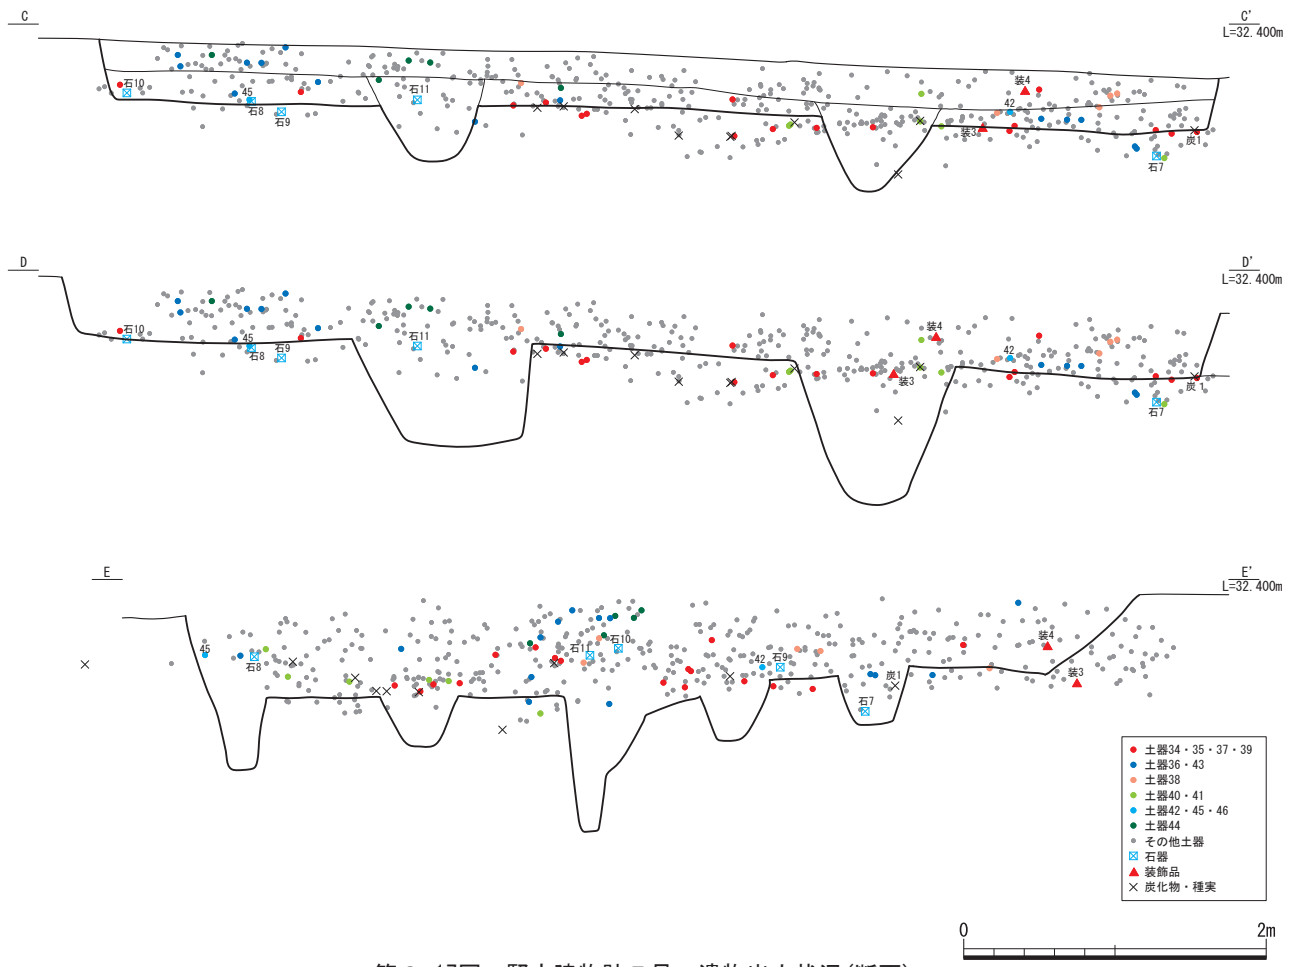 C
C'
L=32.400m
石10
45
石8
石9
石11
装4
42
装3
炭1
石7
D
D'
L=32.400m
石10
45
石8
石9
石11
装4
42
装3
炭1
石7
E
E'
L=32.400m
45
石8
石11
石10
42
石9
炭1
石7
装4
装3
土器34・35・37・39
土器36・43
土器38
土器40・41
土器42・45・46
土器44
その他土器
石器
装飾品
炭化物・種実
0
2m